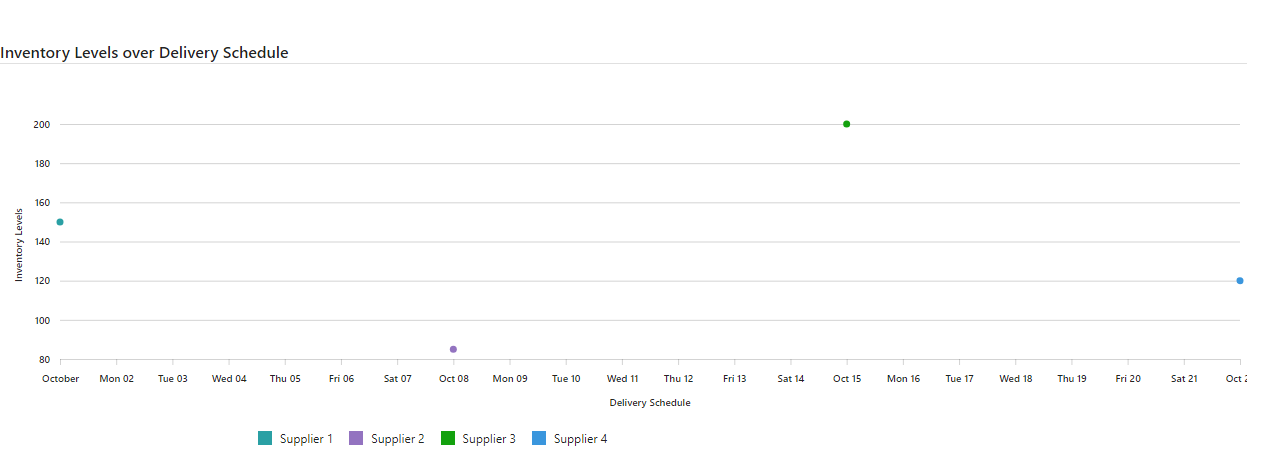 Inventory Levels over Delivery Schedule
200
180
160
140
120
100
80
Inventory Levels
October Mon 02 Tue 03 Wed 04 Thu 05 Fri 06 Sat 07 Oct 08 Mon 09 Tue 10 Wed 11 Thu 12 Fri 13 Sat 14 Oct 15 Mon 16 Tue 17 Wed 18 Thu 19 Fri 20 Sat 21 Oct
Delivery Schedule
Supplier 1 Supplier 2 Supplier 3 Supplier 4